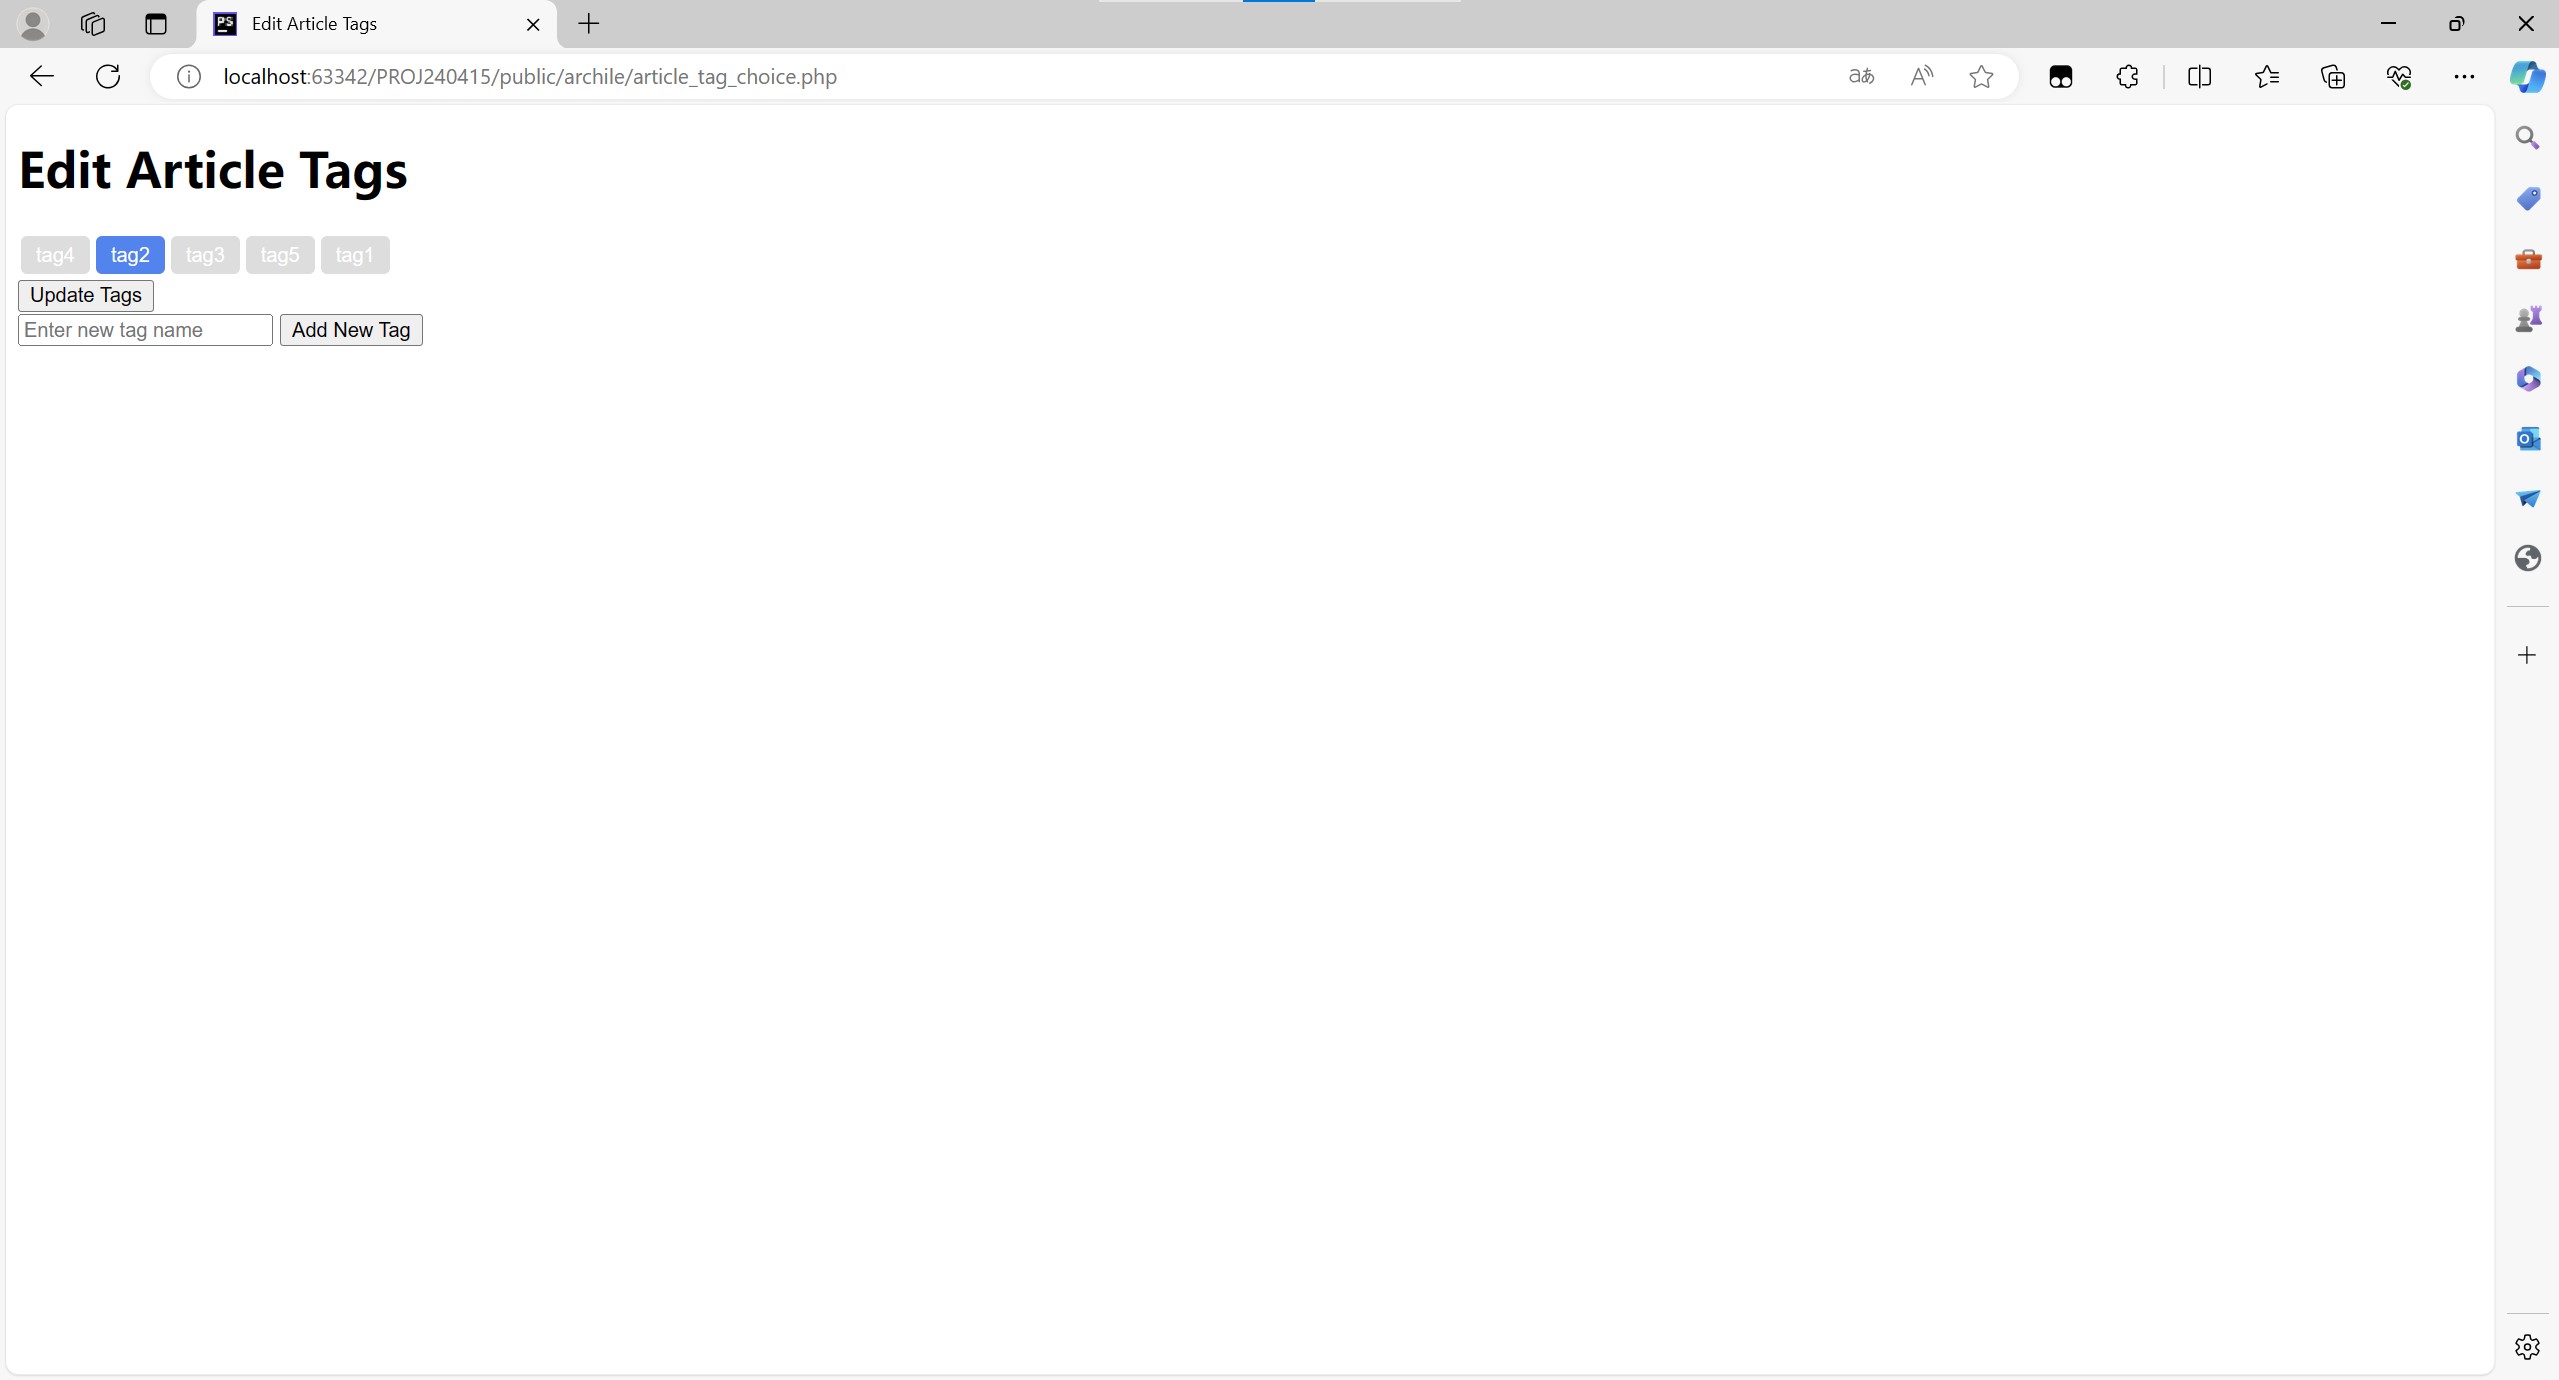 Edit Article Tags
localhost:63342/PROJ240415/public/archile/article_tag_choice.php
Edit Article Tags
tag4 tag2 tag3 tag5 tag1
Update Tags
Enter new tag name Add New Tag